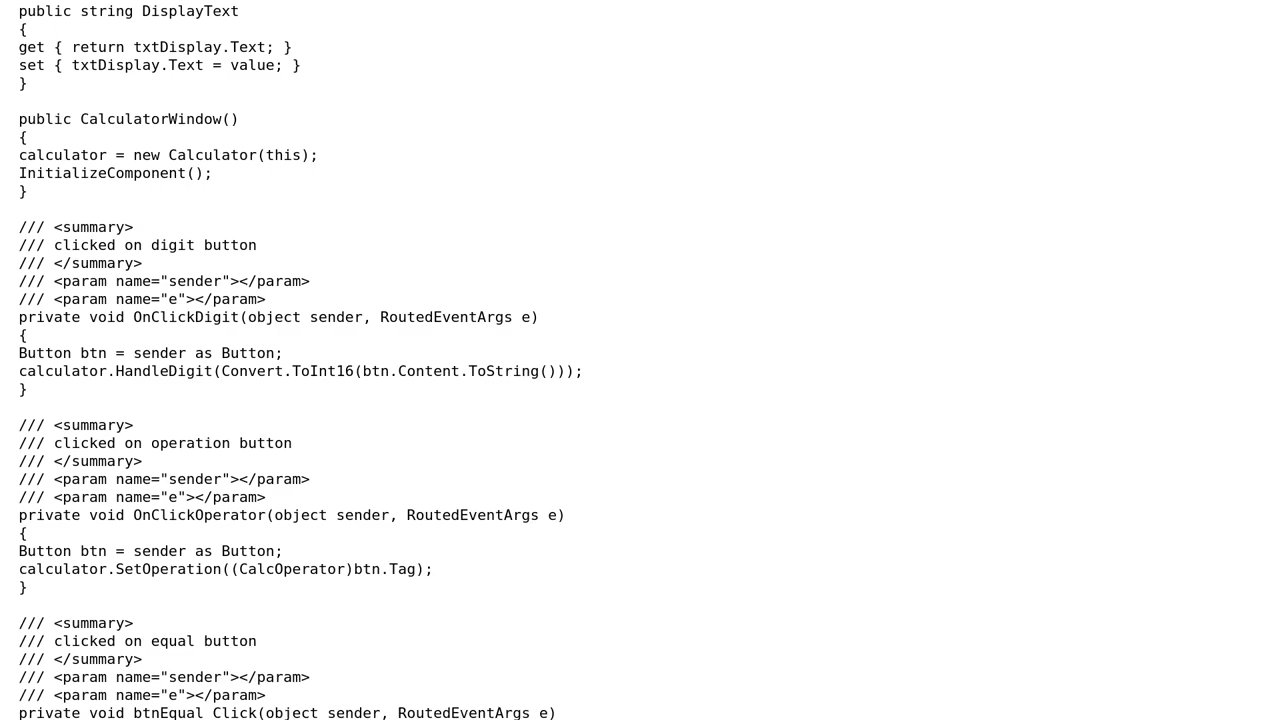 public string DisplayText
{
get { return txtDisplay.Text; }
set { txtDisplay.Text = value; }
}
public CalculatorWindow()
{
calculator = new Calculator(this);
InitializeComponent();
}
/// <summary>
/// clicked on digit button
/// </summary>
/// <param name="sender"></param>
/// <param name="e"></param>
private void OnClickDigit(object sender, RoutedEventArgs e)
{
Button btn = sender as Button;
calculator.HandleDigit(Convert.ToInt16(btn.Content.ToString()));
}
/// <summary>
/// clicked on operation button
/// </summary>
/// <param name="sender"></param>
/// <param name="e"></param>
private void OnClickOperator(object sender, RoutedEventArgs e)
{
Button btn = sender as Button;
calculator.SetOperation((CalcOperator)btn.Tag);
}
/// <summary>
/// clicked on equal button
/// </summary>
/// <param name="sender"></param>
/// <param name="e"></param>
private void btnEqual_Click(object sender, RoutedEventArgs e)